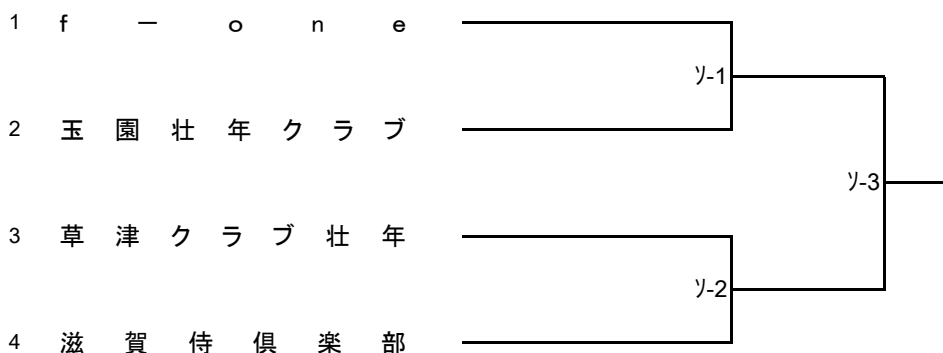 1 ｆ－ｏｎｅ
ｿ-1
2 玉園壮年クラブ
ｿ-3
3 草津クラブ壮年
ｿ-2
4 滋賀侍倶楽部